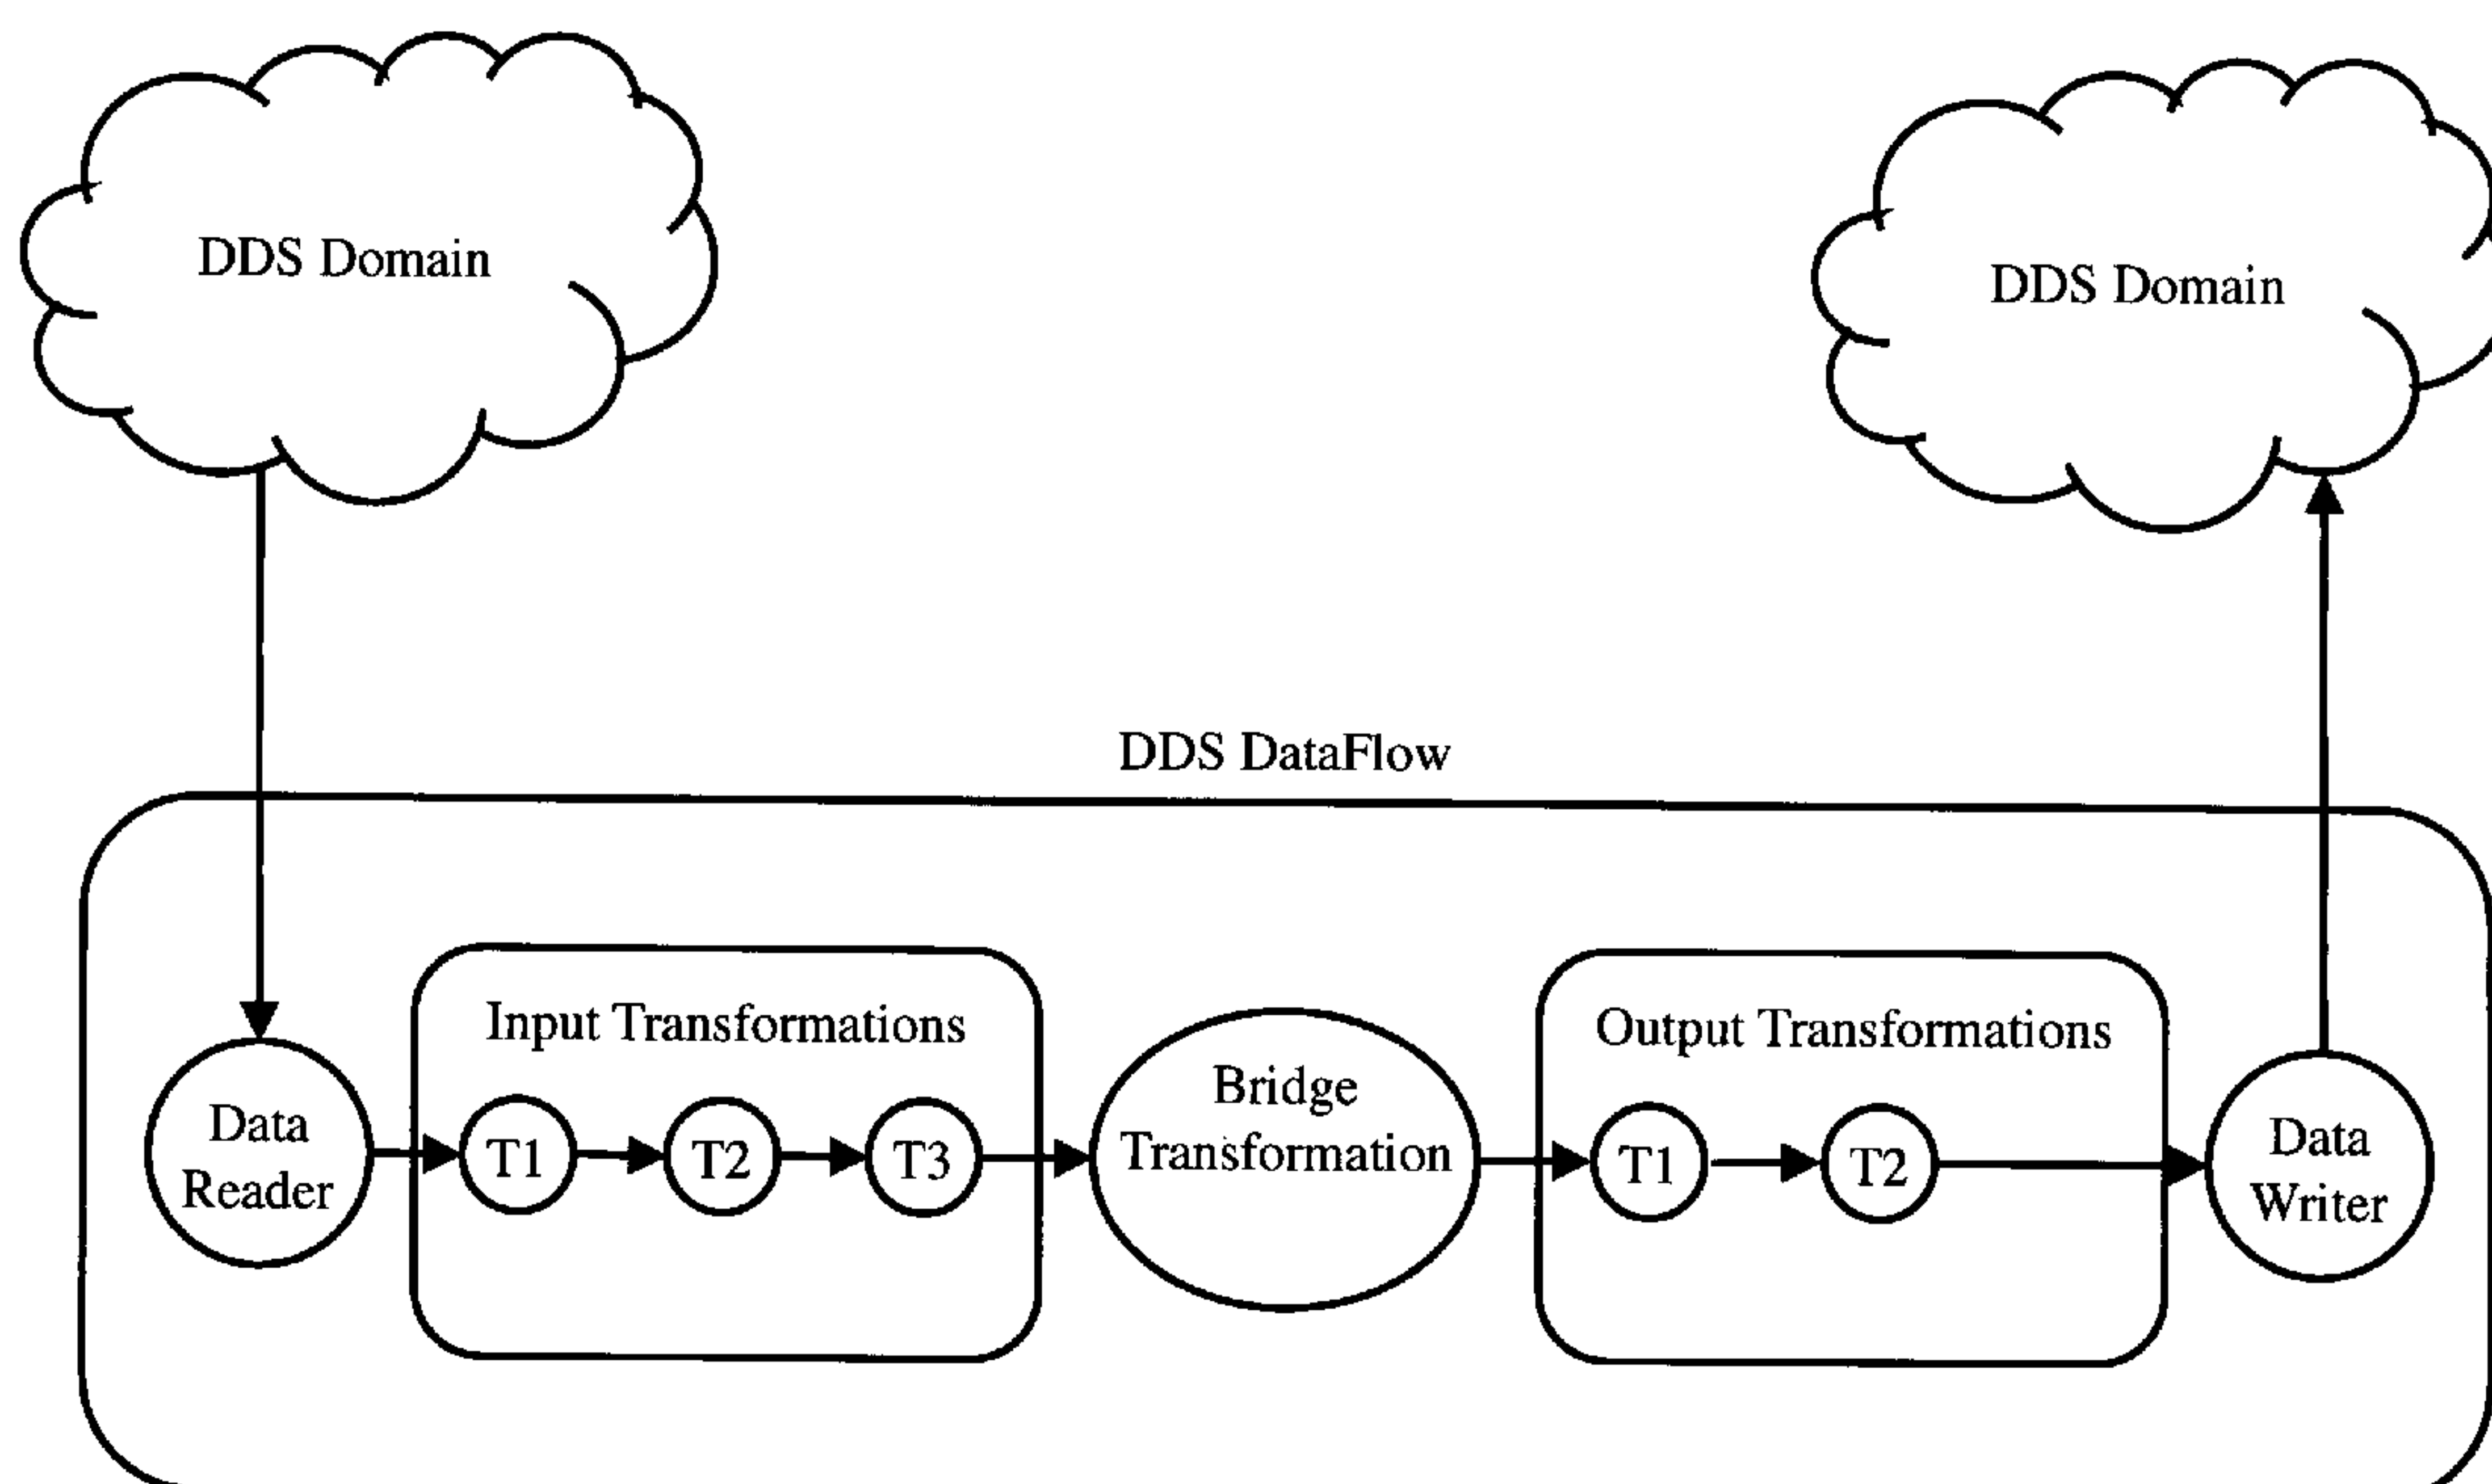 DDS Domain
DDS Domain
DDS DataFlow
Input Transformations
Output Transformations
Data
Reader
T1
T2
T3
Bridge
Transformation
T1
T2
Data
Writer